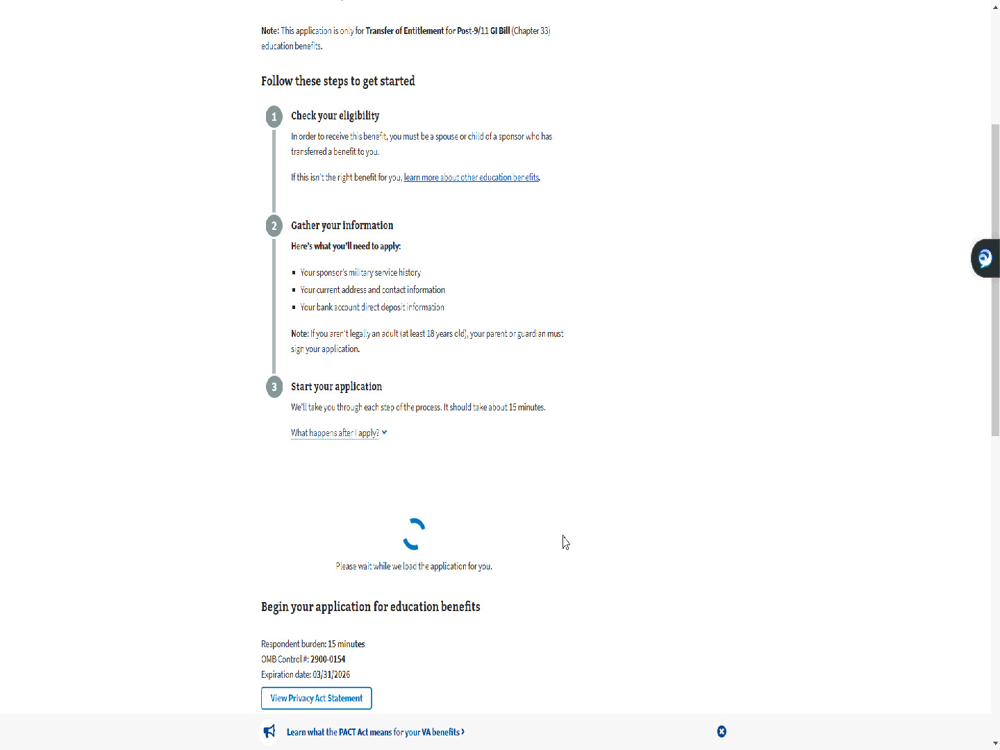 Note: This application is only for Transfer of Entitlement for Post-9/11 GI Bill (Chapter 33)
education benefits.
Follow these steps to get started
1 Check your eligibility
In order to receive this benefit, you must be a spouse or child of a sponsor who has
transferred a benefit to you.
If this isn't the right benefit for you, learn more about other education benefits.
2 Gather your information
Here's what you'll need to apply:
Your sponsor's military service history
Your current address and contact information
Your bank account direct deposit information
Note: If you aren't legally an adult (at least 18 years old), your parent or guardian must
sign your application.
3 Start your application
We'll take you through each step of the process. It should take about 15 minutes.
What happens after I apply?
Please wait while we load the application for you.
Begin your application for education benefits
Respondent burden: 15 minutes
OMB Control #: 2900-0154
Expiration date: 03/31/2026
View Privacy Act Statement
Learn what the PACT Act means for your VA benefits